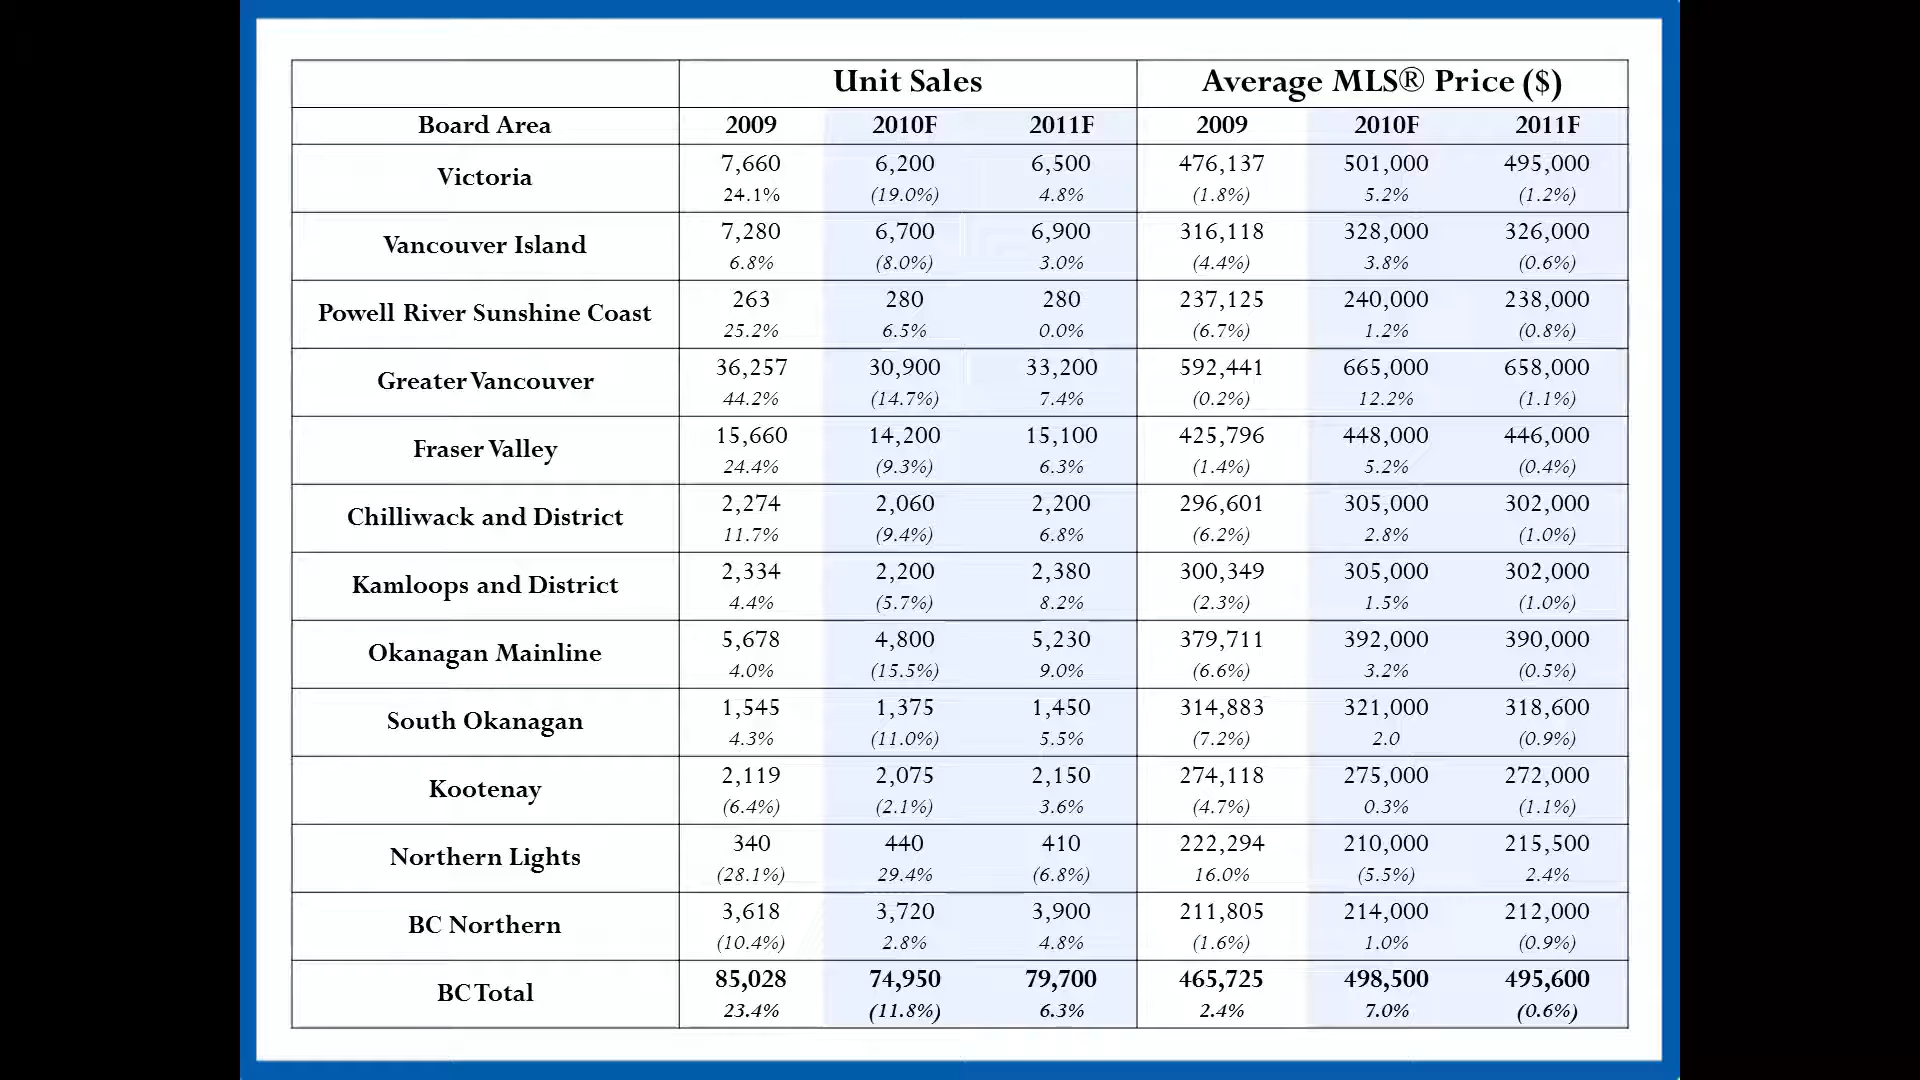 Unit Sales Average MLS® Price ($)
Board Area 2009 2010F 2011F 2009 2010F 2011F
Victoria 7,660 6,200 6,500 476,137 501,000 495,000
24.1% (19.0%) 4.8% (1.8%) 5.2% (1.2%)
Vancouver Island 7,280 6,700 6,900 316,118 328,000 326,000
6.8% (8.0%) 3.0% (4.4%) 3.8% (0.6%)
Powell River Sunshine Coast 263 280 280 237,125 240,000 238,000
25.2% 6.5% 0.0% (6.7%) 1.2% (0.8%)
Greater Vancouver 36,257 30,900 33,200 592,441 665,000 658,000
44.2% (14.7%) 7.4% (0.2%) 12.2% (1.1%)
Fraser Valley 15,660 14,200 15,100 425,796 448,000 446,000
24.4% (9.3%) 6.3% (1.4%) 5.2% (0.4%)
Chilliwack and District 2,274 2,060 2,200 296,601 305,000 302,000
11.7% (9.4%) 6.8% (6.2%) 2.8% (1.0%)
Kamloops and District 2,334 2,200 2,380 300,349 305,000 302,000
4.4% (5.7%) 8.2% (2.3%) 1.5% (1.0%)
Okanagan Mainline 5,678 4,800 5,230 379,711 392,000 390,000
4.0% (15.5%) 9.0% (6.6%) 3.2% (0.5%)
South Okanagan 1,545 1,375 1,450 314,883 321,000 318,600
4.3% (11.0%) 5.5% (7.2%) 2.0 (0.9%)
Kootenay 2,119 2,075 2,150 274,118 275,000 272,000
(6.4%) (2.1%) 3.6% (4.7%) 0.3% (1.1%)
Northern Lights 340 440 410 222,294 210,000 215,500
(28.1%) 29.4% (6.8%) 16.0% (5.5%) 2.4%
BC Northern 3,618 3,720 3,900 211,805 214,000 212,000
(10.4%) 2.8% 4.8% (1.6%) 1.0% (0.9%)
BC Total 85,028 74,950 79,700 465,725 498,500 495,600
23.4% (11.8%) 6.3% 2.4% 7.0% (0.6%)